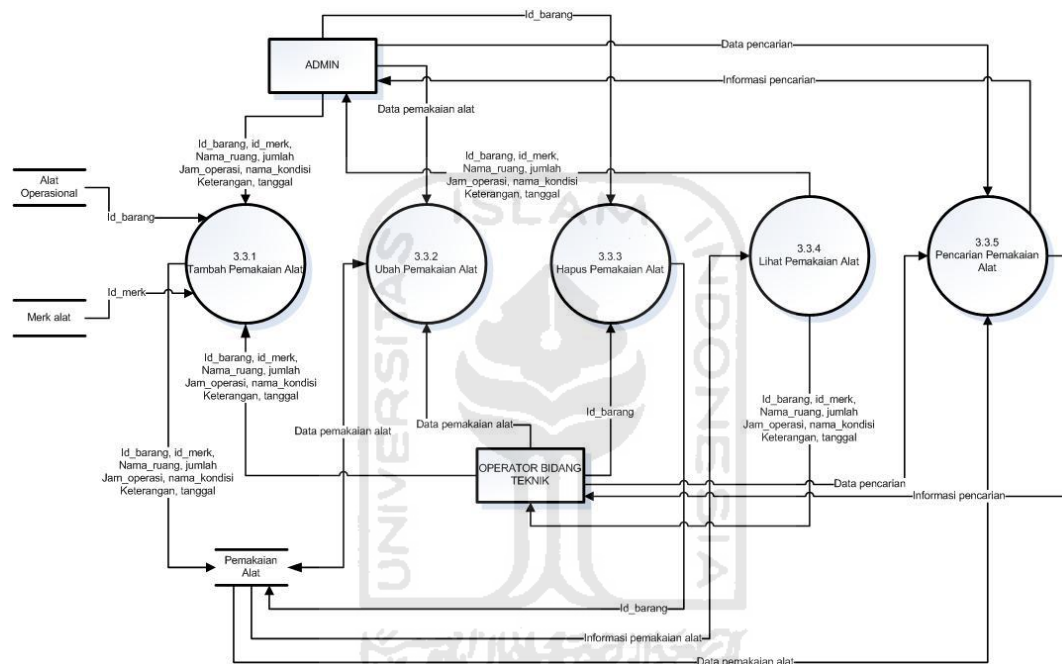 Id_barang
ADMIN
Data pencarian
Informasi pencarian
Data pemakaian alat
Id_barang, id_merk,
Nama_ruang, jumlah
Jam_operasi, nama_kondisi
Keterangan, tanggal
Id_barang, id_merk,
Nama_ruang, jumlah
Jam_operasi, nama_kondisi
Keterangan, tanggal
Alat
Operasional
Id_barang
3.3.1
Tambah Pemakaian Alat
3.3.2
Ubah Pemakaian Alat
3.3.3
Hapus Pemakaian Alat
3.3.4
Lihat Pemakaian Alat
3.3.5
Pencarian Pemakaian
Alat
Id_merk
Merk alat
Id_barang, id_merk,
Nama_ruang, jumlah
Jam_operasi, nama_kondisi
Keterangan, tanggal
Id_barang
Id_barang, id_merk,
Nama_ruang, jumlah
Jam_operasi, nama_kondisi
Keterangan, tanggal
Data pemakaian alat
Data pemakaian alat
Id_barang, id_merk,
Nama_ruang, jumlah
Jam_operasi, nama_kondisi
Keterangan, tanggal
OPERATOR BIDANG
TEKNIK
Data pencarian
Informasi pencarian
Pemakaian
Alat
Id_barang
Informasi pemakaian alat
Data pemakaian alat
UNIVERSITAS
ISLAM
INDONESIA